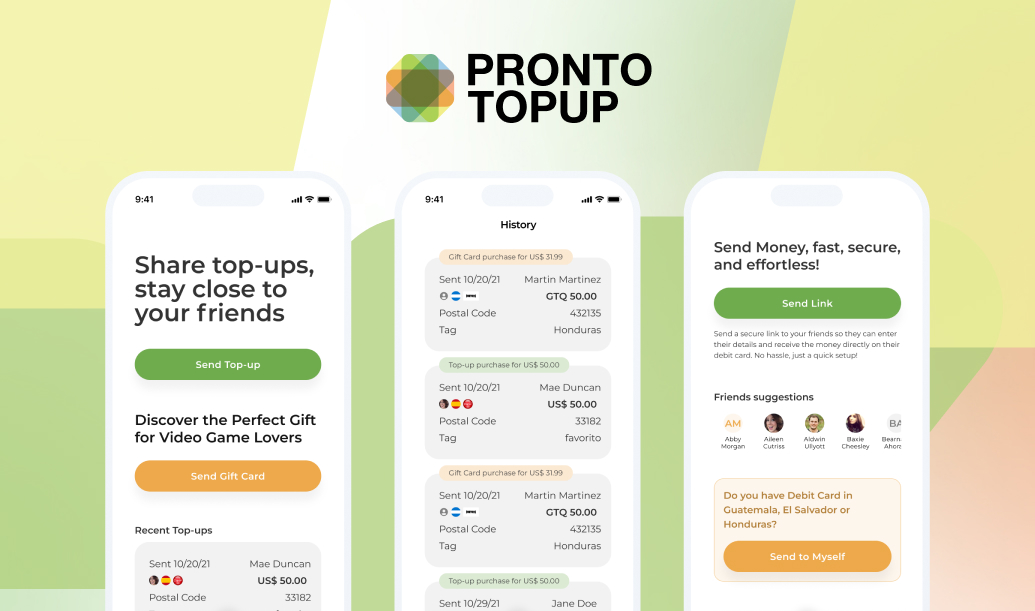 PRONTO
TOPUP
9:41
Share top-ups,
stay close to
your friends
Send Top-up
Discover the Perfect Gift
for Video Game Lovers
Send Gift Card
Recent Top-ups
Sent 10/20/21 Mae Duncan
US$ 50.00
Postal Code 33182
9:41
History
Gift Card purchase for US$ 31.99
Sent 10/20/21 Martin Martinez
GTQ 50.00
Postal Code 432135
Tag Honduras
Top-up purchase for US$ 50.00
Sent 10/20/21 Mae Duncan
US$ 50.00
Postal Code 33182
Tag favorito
Gift Card purchase for US$ 31.99
Sent 10/20/21 Martin Martinez
GTQ 50.00
Postal Code 432135
Tag Honduras
Top-up purchase for US$ 50.00
Sent 10/29/21 Jane Doe
Send Money, fast, secure,
and effortless!
Send Link
Send a secure link to your friends so they can enter
their details and receive the money directly on their
debit card. No hassle, just a quick setup!
Friends suggestions
AM BA
Abby Aileen Aldwin Baxie Bearn
Morgan Cutriss Ullyott Cheesley Ahora
Do you have Debit Card in
Guatemala, El Salvador or
Honduras?
Send to Myself